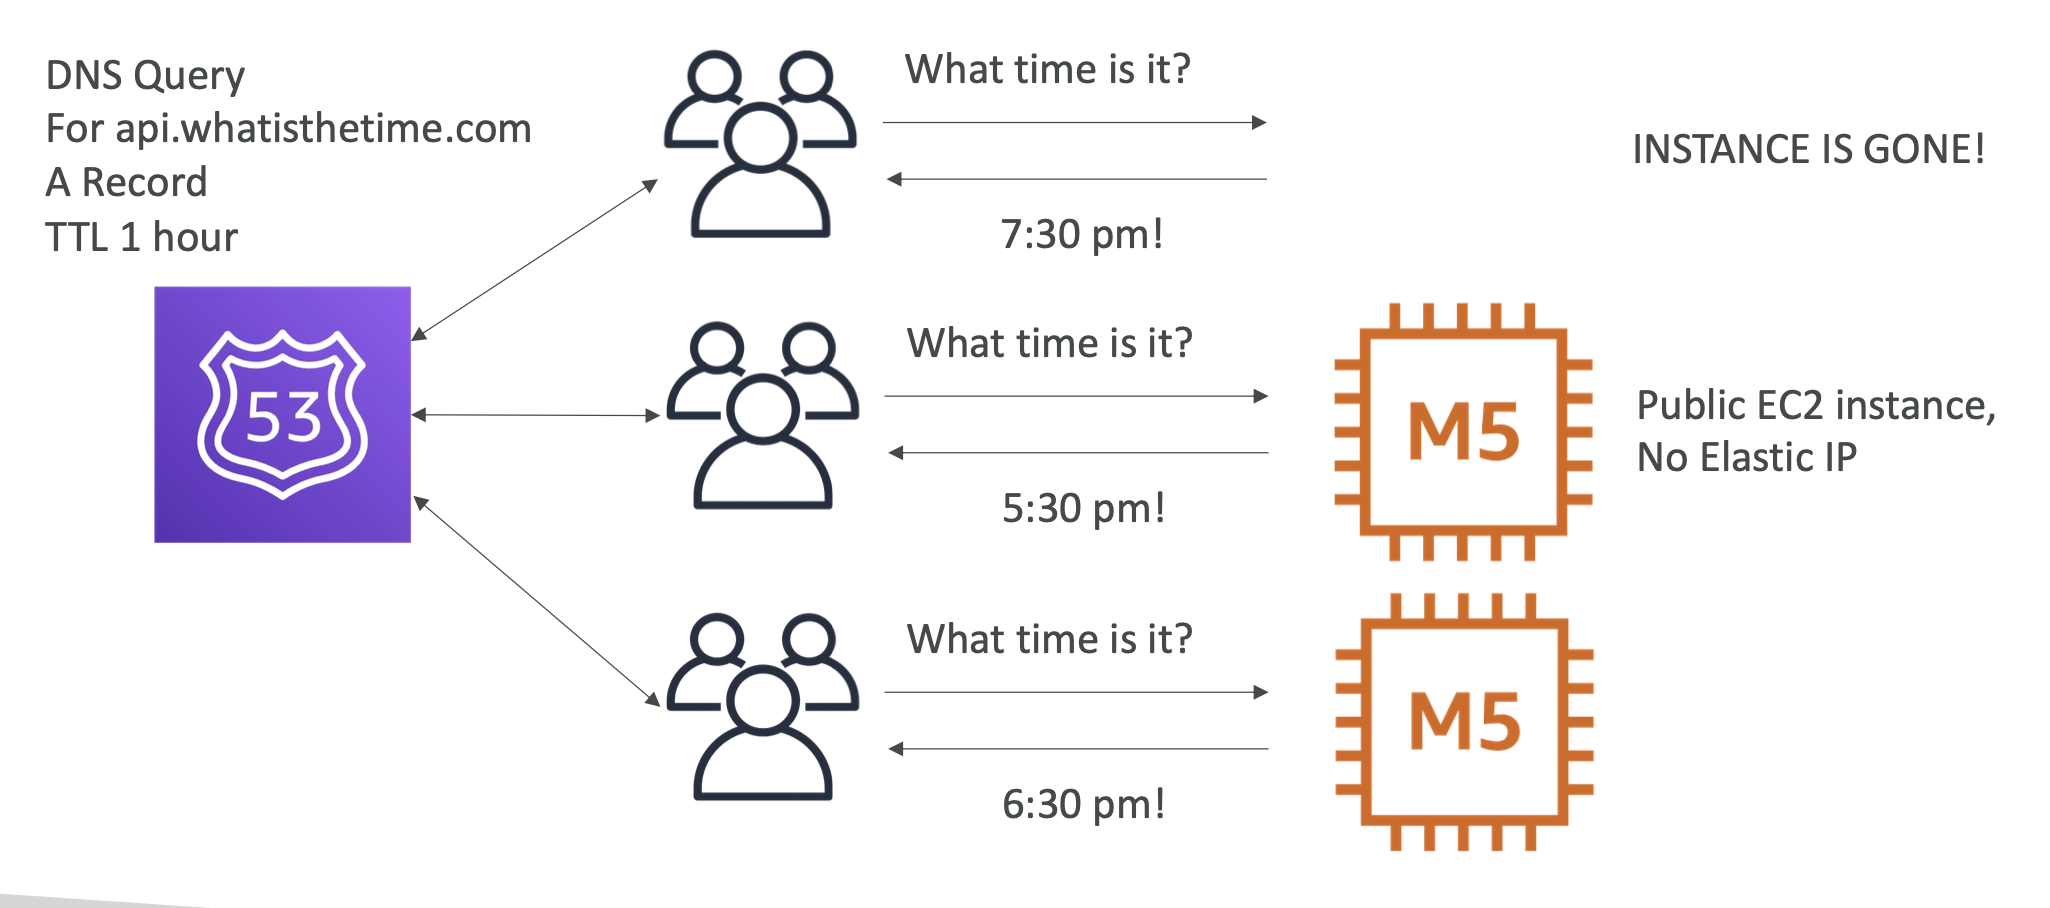 DNS Query
For api.whatisthetime.com
A Record
TTL 1 hour
53
What time is it?
7:30 pm!
INSTANCE IS GONE!
What time is it?
5:30 pm!
M5
Public EC2 instance,
No Elastic IP
What time is it?
6:30 pm!
M5